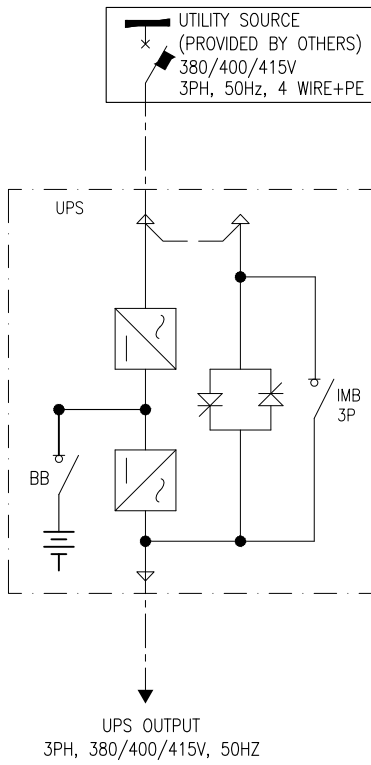 UTILITY SOURCE
(PROVIDED BY OTHERS)
380/400/415V
3PH, 50Hz, 4 WIRE+PE
UPS
IMB
3P
BB
UPS OUTPUT
3PH, 380/400/415V, 50HZ